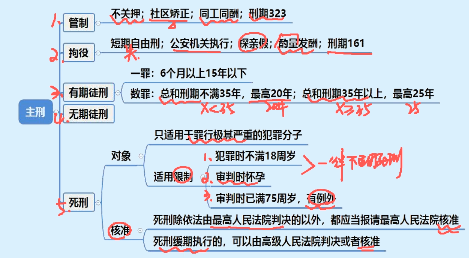 1. 管制 不关押；社区矫正；同工同酬；刑期323
2. 拘役 短期自由刑；公安机关执行；探亲假；酌量发酬；刑期161
一罪：6个月以上15年以下
3. 有期徒刑
数罪：总和刑期不满35年，最高20年；总和刑期35年以上，最高25年
X<35 20年 X≥35 25
主刑
4. 无期徒刑
只适用于罪行极其严重的犯罪分子
对象
1. 犯罪时不满18周岁
适用限制 2. 审判时怀孕
3. 审判时已满75周岁，有例外
5. 死刑
死刑除依法由最高人民法院判决的以外，都应当报请最高人民法院核准
核准
死刑缓期执行的，可以由高级人民法院判决或者核准